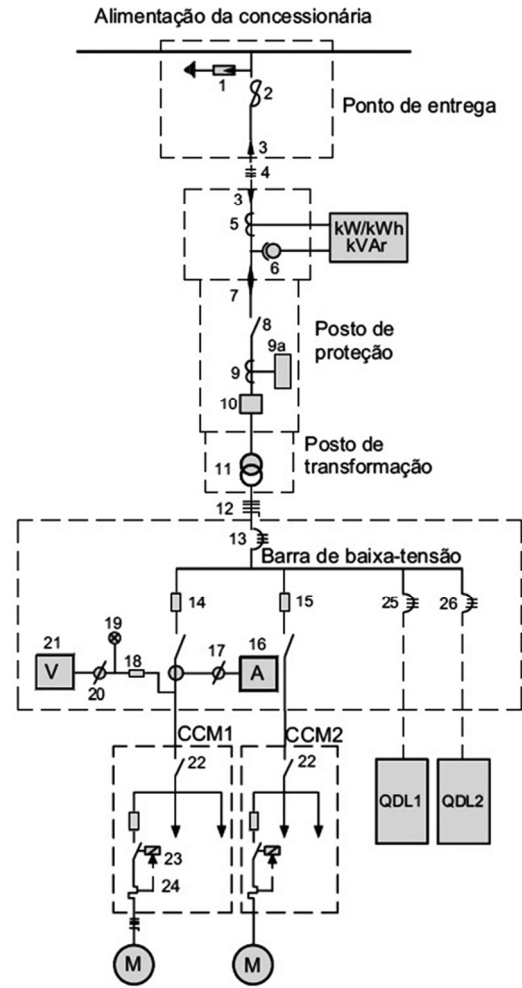 Alimentação da concessionária
1
2
Ponto de entrega
3
4
3
5
kW/kWh
kVAr
6
7
8
Posto de
proteção
9a
9
10
Posto de
transformação
11
12
13
Barra de baixa-tensão
14
15
25
26
19
21
17
16
V
18
A
20
CCM1
CCM2
22
22
QDL1
QDL2
23
24
M
M